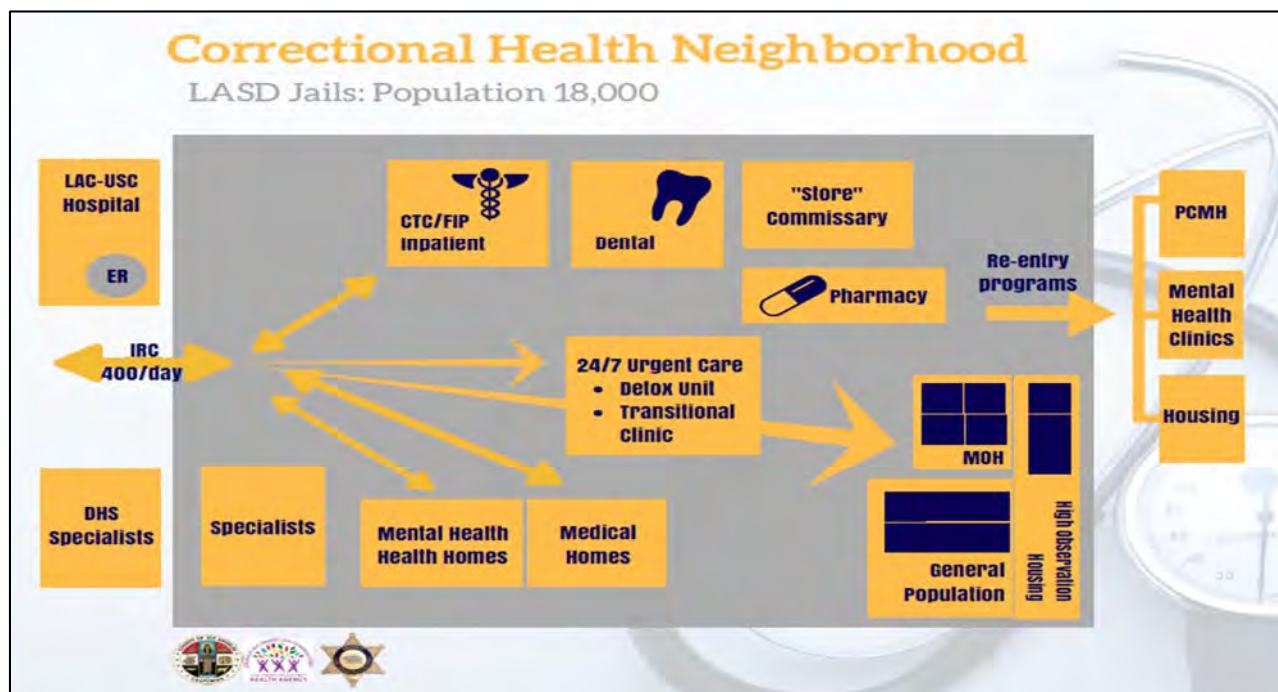 Correctional Health Neighborhood
LASD Jails: Population 18,000
LAC-USC
Hospital
ER
IRC
400/day
DHS
Specialists
CTC/FIP
Inpatient
Dental
"Store"
Commissary
Pharmacy
24/7 Urgent Care
• Detox Unit
• Transitional
Clinic
Specialists
Mental Health
Health Homes
Medical
Homes
MOH
General
Population
High Observation
Housing
Re-entry
programs
PCMH
Mental
Health
Clinics
Housing
HEALTH AGENCY